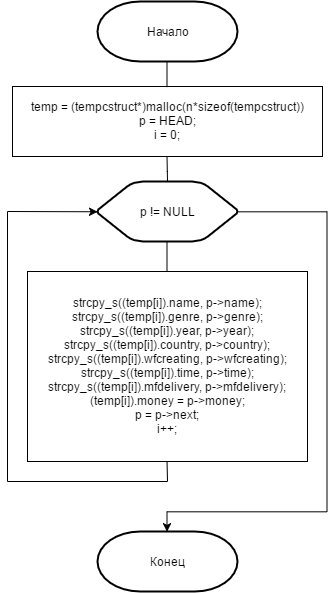 Начало
temp = (tempcstruct*)malloc(n*sizeof(tempcstruct))
p = HEAD;
i = 0;
p != NULL
strcpy_s((temp[i]).name, p->name);
strcpy_s((temp[i]).genre, p->genre);
strcpy_s((temp[i]).year, p->year);
strcpy_s((temp[i]).country, p->country);
strcpy_s((temp[i]).wfcreating, p->wfcreating);
strcpy_s((temp[i]).time, p->time);
strcpy_s((temp[i]).mfdelivery, p->mfdelivery);
(temp[i]).money = p->money;
p = p->next;
i++;
Конец